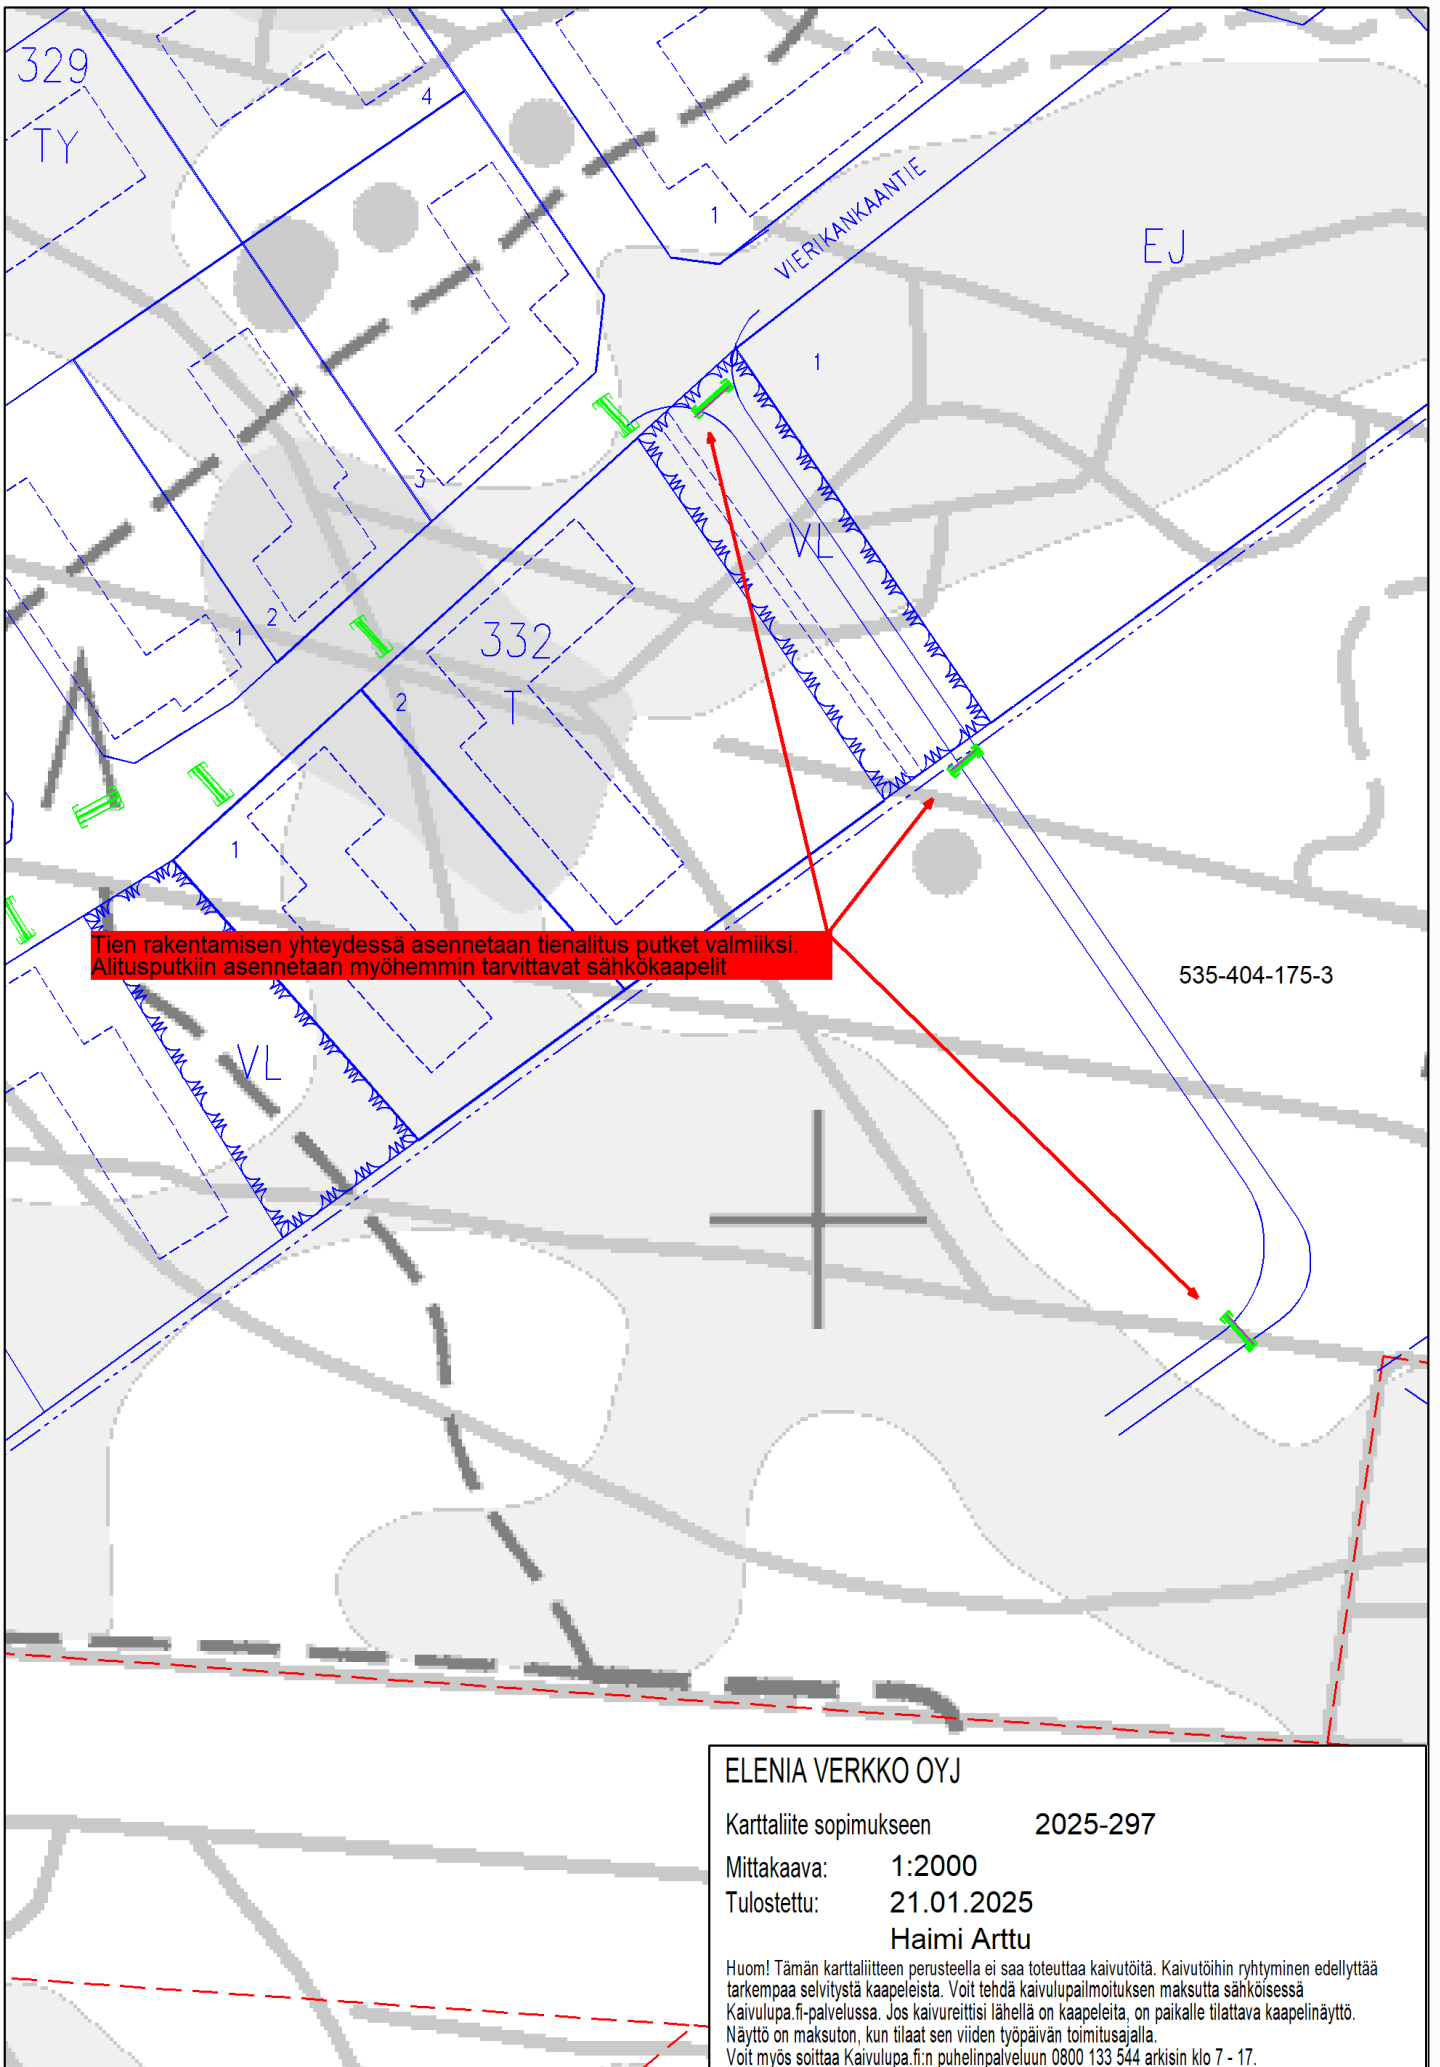 329
TY
4
1
VIERIKANKAANTIE
EJ
1
3
VL
2
1
332
T
2
1
Tien rakentamisen yhteydessä asennetaan tienalitus putket valmiiksi.
Alitusputkiin asennetaan myöhemmin tarvittavat sähkökaapelit
535-404-175-3
VL
ELENIA VERKKO OYJ
Karttaliite sopimukseen 2025-297
Mittakaava: 1:2000
Tulostettu: 21.01.2025
Haimi Arttu
Huom! Tämän karttaliitteen perusteella ei saa toteuttaa kaivutöitä. Kaivutöihin ryhtyminen edellyttää
tarkempaa selvitystä kaapeleista. Voit tehdä kaivulupailmoituksen maksutta sähköisessä
Kaivulupa.fi-palvelussa. Jos kaivureittisi lähellä on kaapeleita, on paikalle tilattava kaapelinäyttö.
Näyttö on maksuton, kun tilaat sen viiden työpäivän toimitusajalla.
Voit myös soittaa Kaivulupa.fi:n puhelinpalveluun 0800 133 544 arkisin klo 7 - 17.